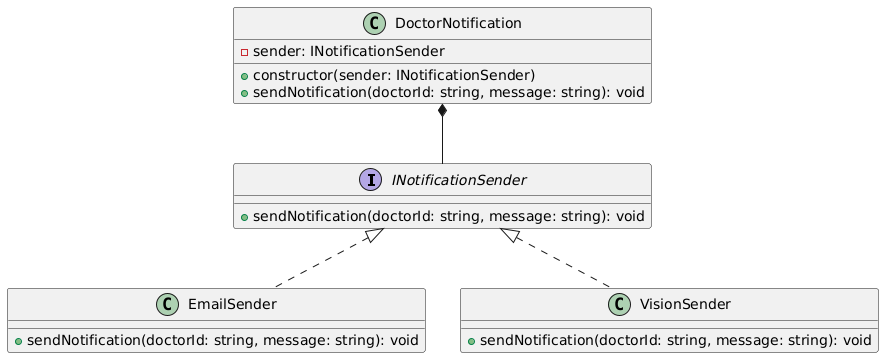 C DoctorNotification
sender: INotificationSender
constructor(sender: INotificationSender)
sendNotification(doctorId: string, message: string): void
I INotificationSender
sendNotification(doctorId: string, message: string): void
C EmailSender
sendNotification(doctorId: string, message: string): void
C VisionSender
sendNotification(doctorId: string, message: string): void